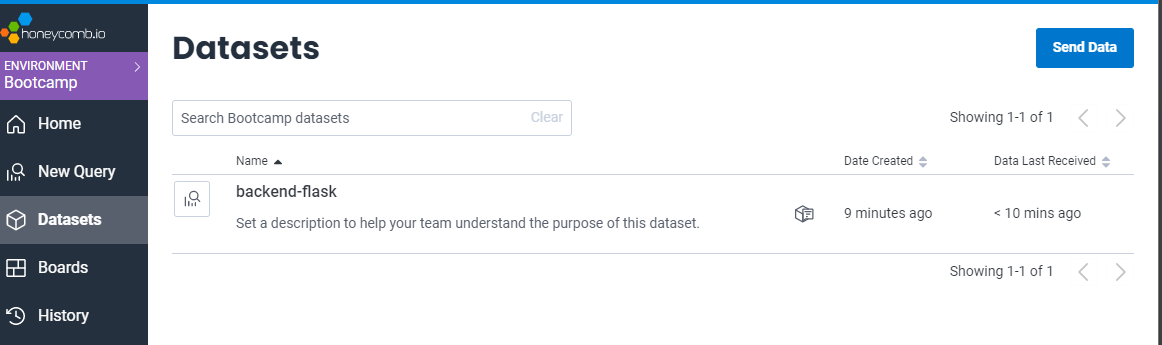 honeycomb.io
ENVIRONMENT
Bootcamp
Home
New Query
Datasets
Boards
History
Datasets
Send Data
Search Bootcamp datasets Clear
Showing 1-1 of 1
Name Date Created Data Last Received
backend-flask
Set a description to help your team understand the purpose of this dataset. 9 minutes ago < 10 mins ago
Showing 1-1 of 1